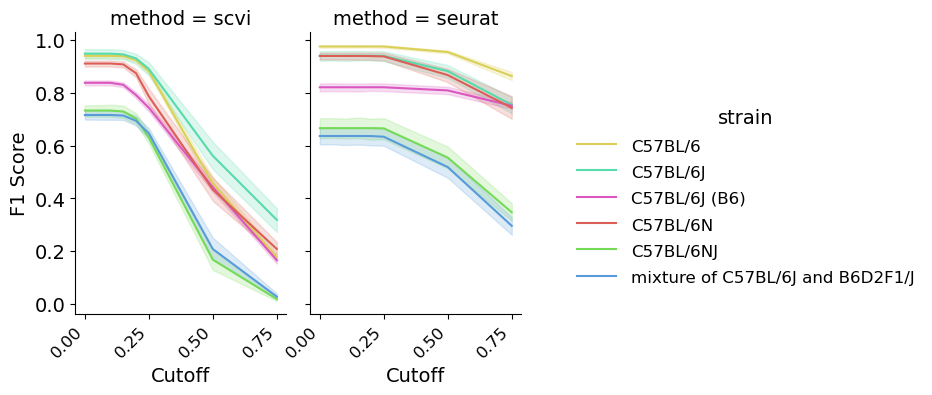 method = scvi
method = seurat
1.0
0.8
0.6
0.4
0.2
0.0
F1 Score
0.00
0.25
0.50
0.75
Cutoff
0.00
0.25
0.50
0.75
Cutoff
strain
C57BL/6
C57BL/6J
C57BL/6J (B6)
C57BL/6N
C57BL/6NJ
mixture of C57BL/6J and B6D2F1/J